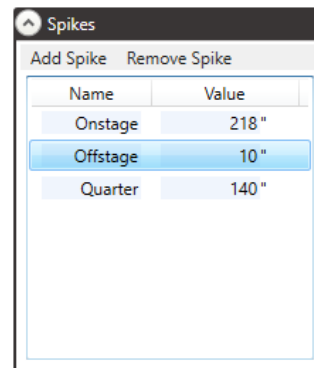 Spikes
Add Spike Remove Spike
Name Value
Onstage 218 "
Offstage 10 "
Quarter 140 "